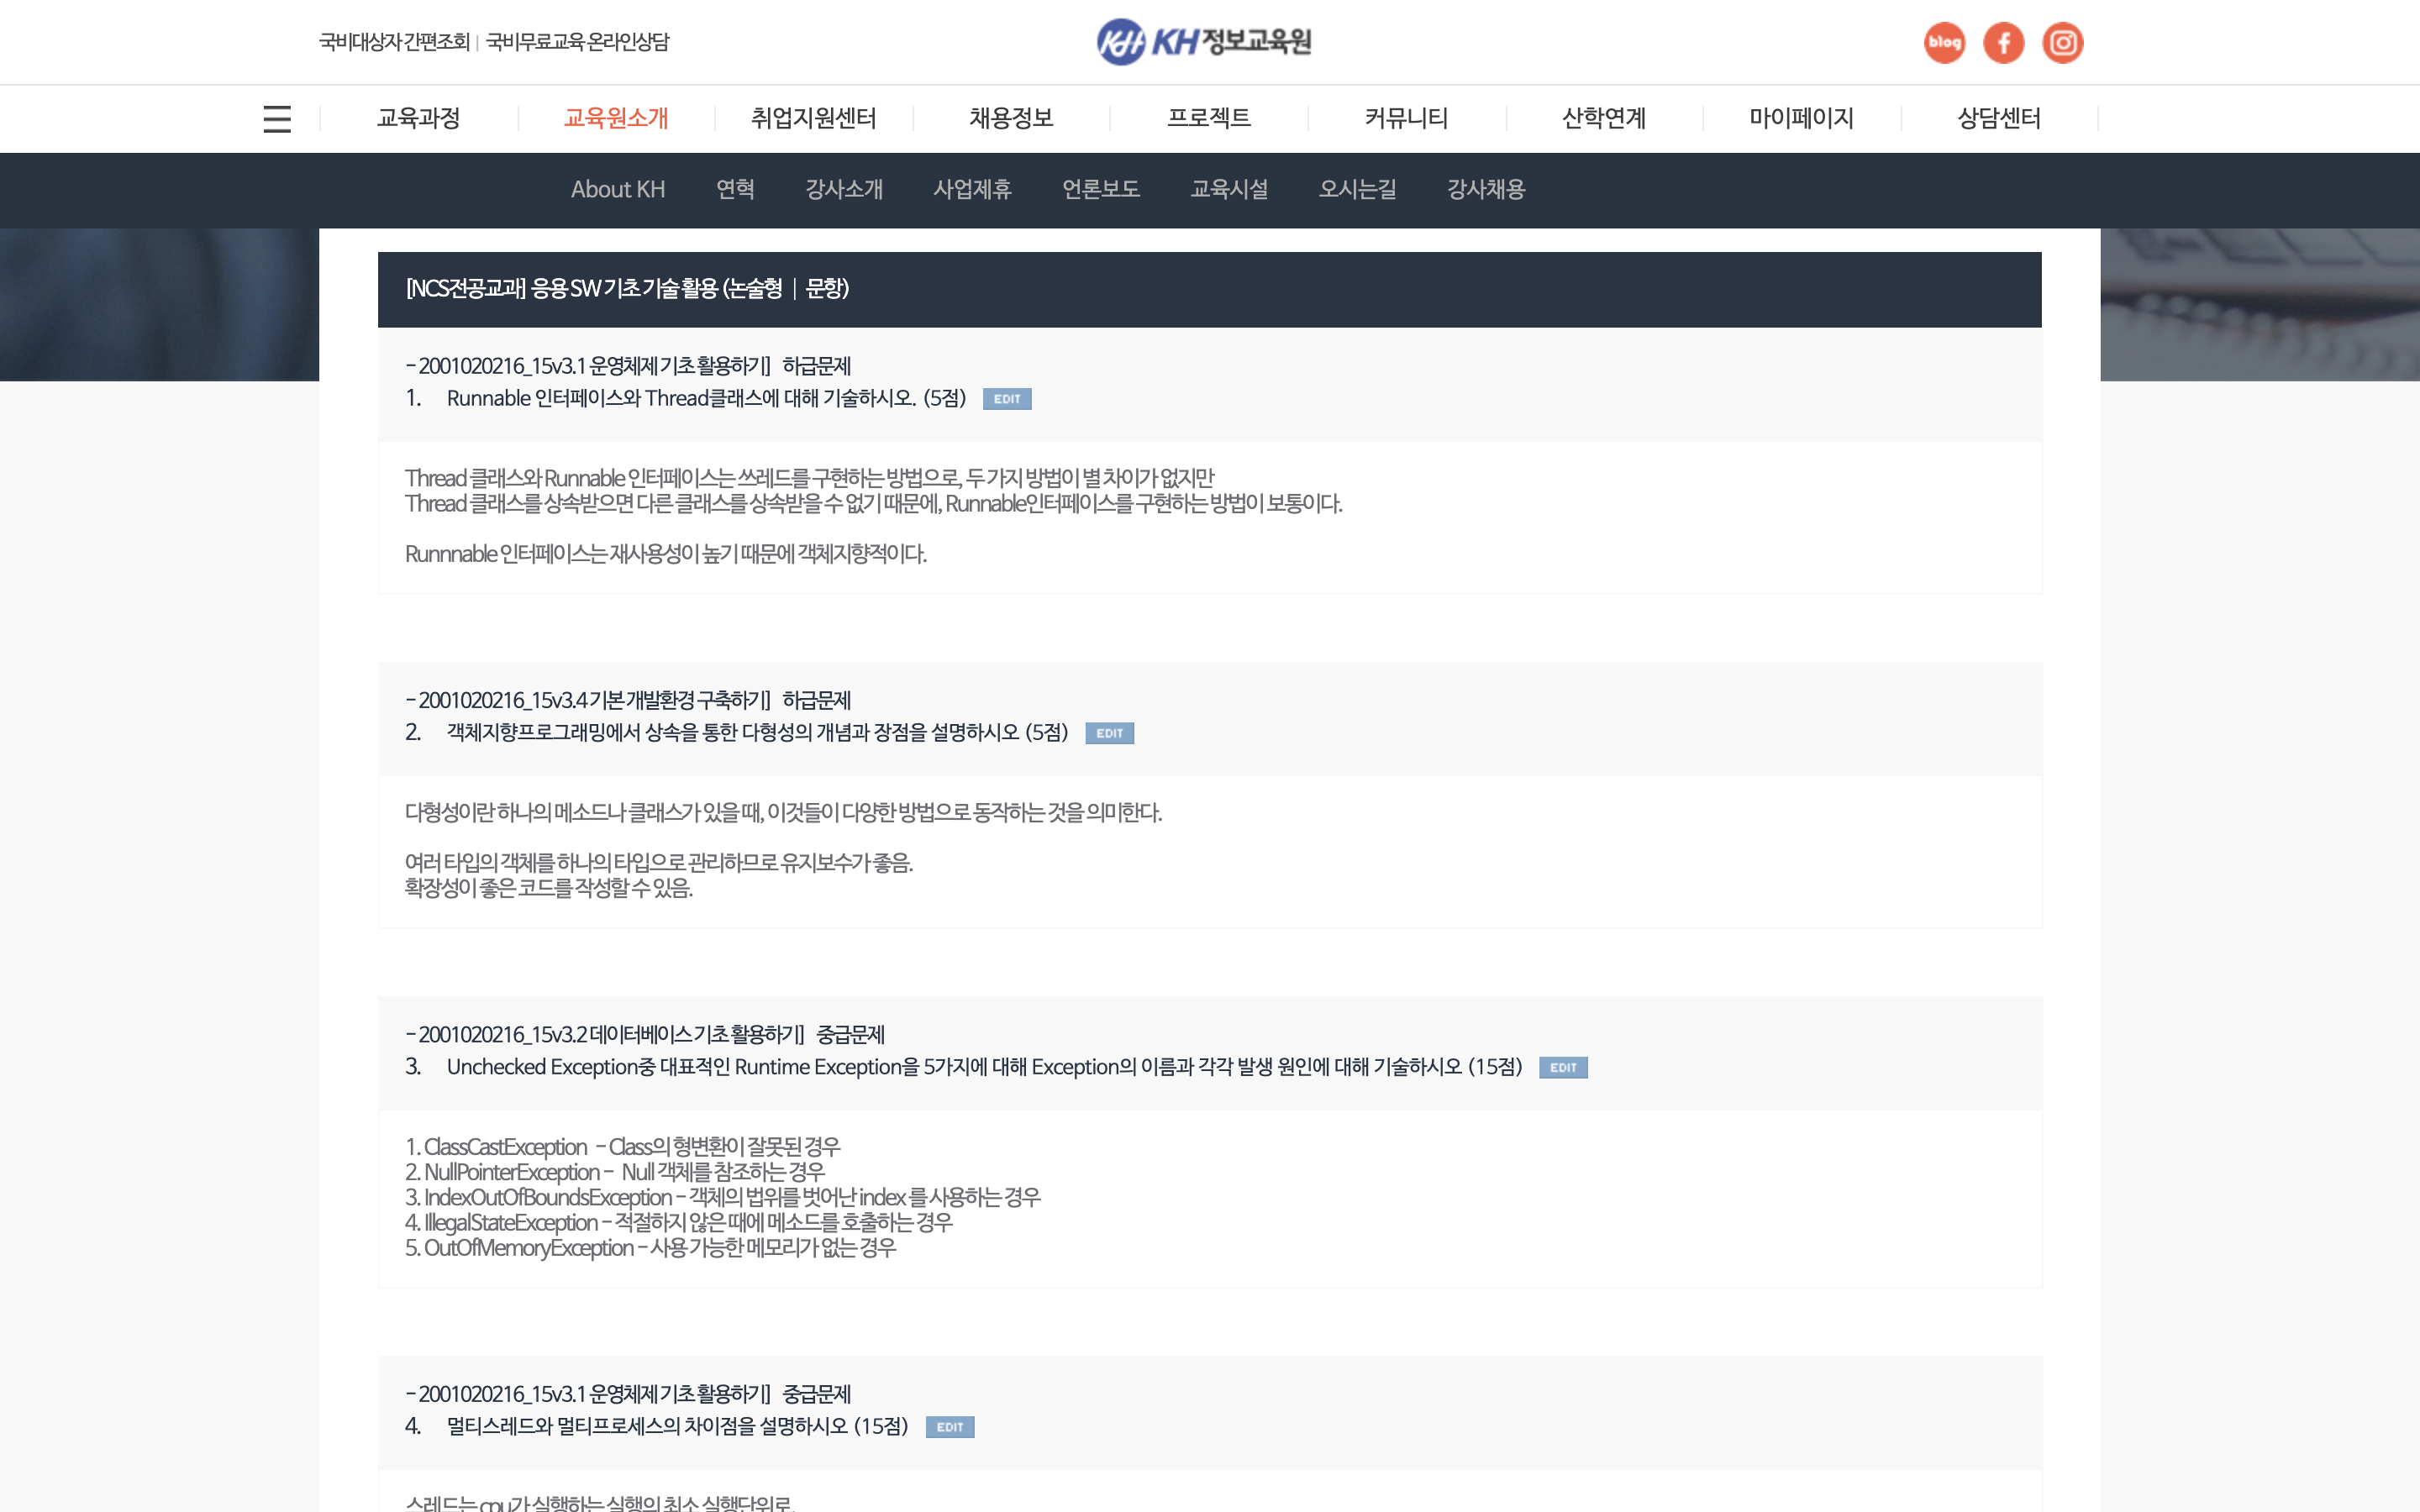 국비대상자 간편조회 | 국비무료교육 온라인상담
KH KH 정보교육원
blog
교육과정 교육원소개 취업지원센터 채용정보 프로젝트 커뮤니티 산학연계 마이페이지 상담센터
About KH 연혁 강사소개 사업제휴 언론보도 교육시설 오시는길 강사채용
[NCS전공교과] 응용 SW 기초 기술 활용 (논술형 | 문항)
- 2001020216_15v3.1 운영체제 기초 활용하기] 하급문제
1. Runnable 인터페이스와 Thread클래스에 대해 기술하시오. (5점) EDIT
Thread 클래스와 Runnable 인터페이스는 쓰레드를 구현하는 방법으로, 두 가지 방법이 별 차이가 없지만
Thread 클래스를 상속받으면 다른 클래스를 상속받을 수 없기 때문에, Runnable인터페이스를 구현하는 방법이 보통이다.
Runnnable 인터페이스는 재사용성이 높기 때문에 객체지향적이다.
- 2001020216_15v3.4 기본 개발환경 구축하기] 하급문제
2. 객체지향프로그래밍에서 상속을 통한 다형성의 개념과 장점을 설명하시오 (5점) EDIT
다형성이란 하나의 메소드나 클래스가 있을 때, 이것들이 다양한 방법으로 동작하는 것을 의미한다.
여러 타입의 객체를 하나의 타입으로 관리하므로 유지보수가 좋음.
확장성이 좋은 코드를 작성할 수 있음.
- 2001020216_15v3.2 데이터베이스 기초 활용하기] 중급문제
3. Unchecked Exception중 대표적인 Runtime Exception을 5가지에 대해 Exception의 이름과 각각 발생 원인에 대해 기술하시오 (15점) EDIT
1. ClassCastException - Class의 형변환이 잘못된 경우
2. NullPointerException - Null 객체를 참조하는 경우
3. IndexOutOfBoundsException - 객체의 법위를 벗어난 index 를 사용하는 경우
4. IllegalStateException - 적절하지 않은 때에 메소드를 호출하는 경우
5. OutOfMemoryException - 사용 가능한 메모리가 없는 경우
- 2001020216_15v3.1 운영체제 기초 활용하기] 중급문제
4. 멀티스레드와 멀티프로세스의 차이점을 설명하시오 (15점) EDIT
스레드는 cpu가 실행하는 실행의 최소 실행단위로,